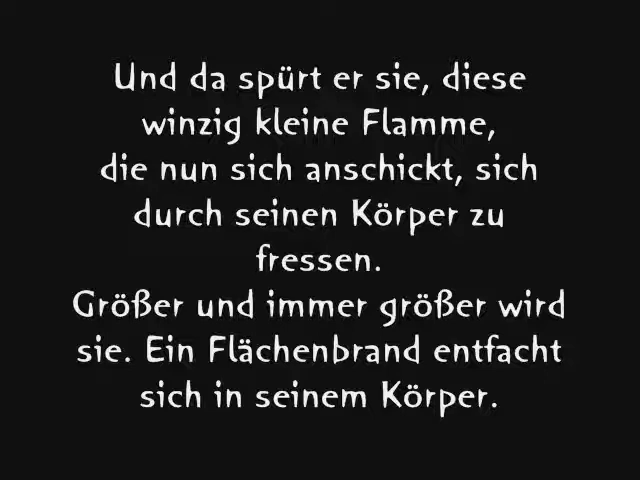 Und da spürt er sie, diese
winzig kleine Flamme,
die nun sich anschickt, sich
durch seinen Körper zu
fressen.
Größer und immer größer wird
sie. Ein Flächenbrand entfacht
sich in seinem Körper.